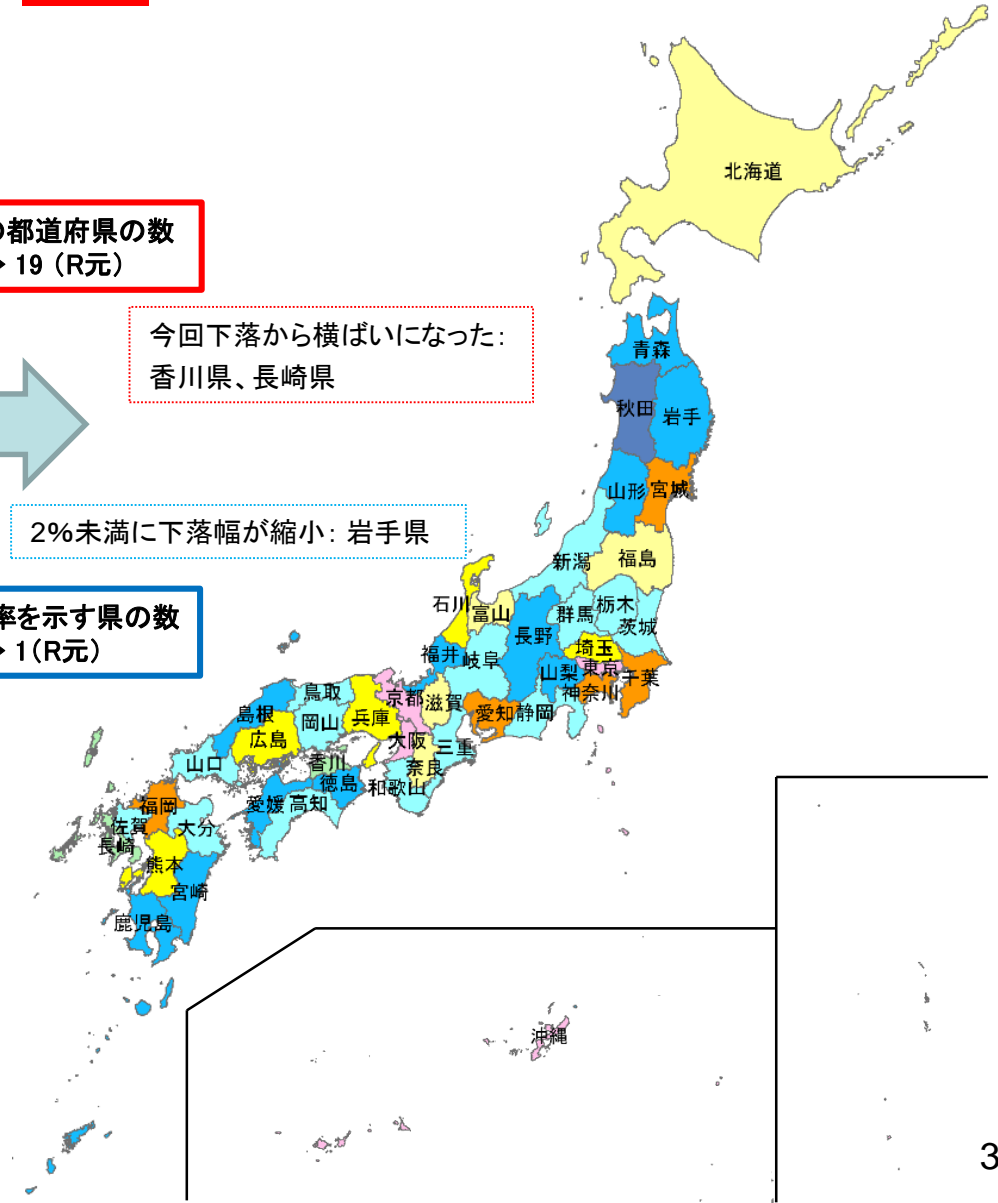 北海道
の都道府県の数
19 (R元)
今回下落から横ばいになった:
香川県、長崎県
青森
秋田
岩手
山形
宮城
2%未満に下落幅が縮小: 岩手県
新潟
福島
石川
富山
群馬
栃木
茨城
長野
率を示す県の数
1(R元)
埼玉
福井
岐阜
山梨
東京
千葉
神奈川
鳥取
京都
滋賀
島根
岡山
兵庫
愛知
静岡
広島
大阪
三重
山口
香川
奈良
徳島
和歌山
福岡
愛媛
高知
佐賀
大分
長崎
熊本
宮崎
鹿児島
沖縄
3